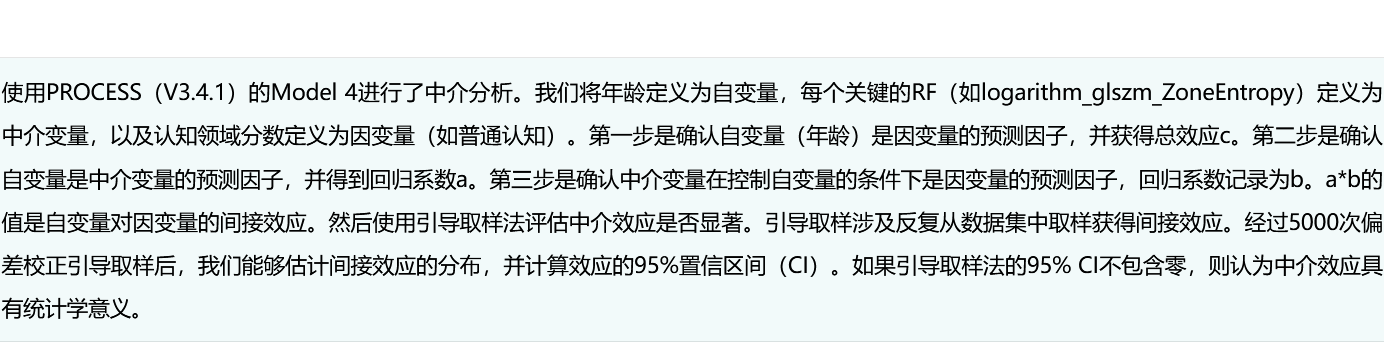 使用PROCESS（V3.4.1）的Model 4进行了中介分析。我们将年龄定义为自变量，每个关键的RF（如logarithm_glszm_ZoneEntropy）定义为
中介变量，以及认知领域分数定义为因变量（如普通认知）。第一步是确认自变量（年龄）是因变量的预测因子，并获得总效应c。第二步是确认
自变量是中介变量的预测因子，并得到回归系数a。第三步是确认中介变量在控制自变量的条件下是因变量的预测因子，回归系数记录为b。a*b的
值是自变量对因变量的间接效应。然后使用引导取样法评估中介效应是否显著。引导取样涉及反复从数据集中取样获得间接效应。经过5000次偏
差校正引导取样后，我们能够估计间接效应的分布，并计算效应的95%置信区间（CI）。如果引导取样法的95% CI不包含零，则认为中介效应具
有统计学意义。